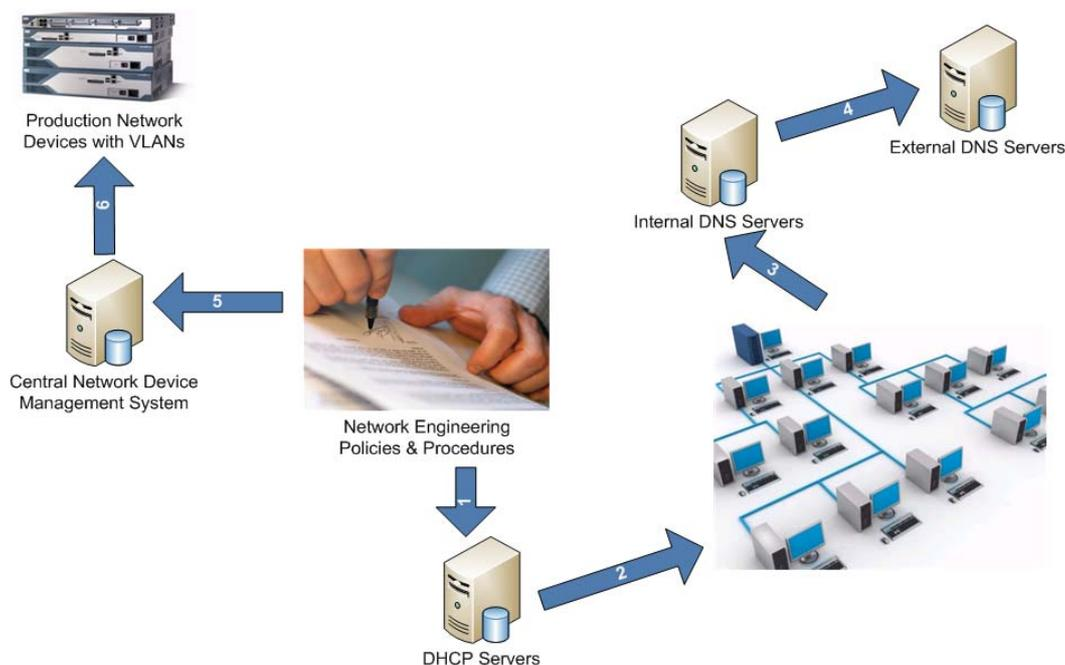 Production Network
Devices with VLANs
4
External DNS Servers
Internal DNS Servers
6
3
5
Central Network Device
Management System
Network Engineering
Policies & Procedures
1
2
DHCP Servers